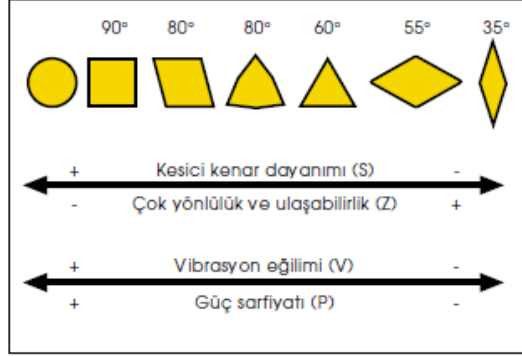 90° 80° 80° 60° 55° 35°
+ Kesici kenar dayanımı (S) -
- Çok yönlülük ve ulaşabilirlik (Z) +
+ Vibrasyon eğilimi (V) -
+ Güç sarfiyatı (P) -